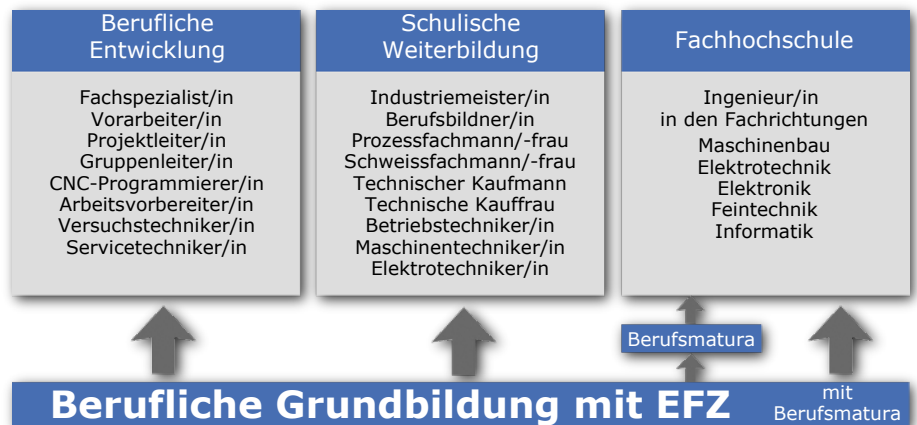 Berufliche
Entwicklung
Fachspezialist/in
Vorarbeiter/in
Projektleiter/in
Gruppenleiter/in
CNC-Programmierer/in
Arbeitsvorbereiter/in
Versuchstechniker/in
Servicetechniker/in
Schulische
Weiterbildung
Industriemeister/in
Berufsbildner/in
Prozessfachmann/-frau
Schweissfachmann/-frau
Technischer Kaufmann
Technische Kauffrau
Betriebstechniker/in
Maschinentechniker/in
Elektrotechniker/in
Fachhochschule
Ingenieur/in
in den Fachrichtungen
Maschinenbau
Elektrotechnik
Elektronik
Feintechnik
Informatik
Berufsmatura
Berufliche Grundbildung mit EFZ
mit
Berufsmatura